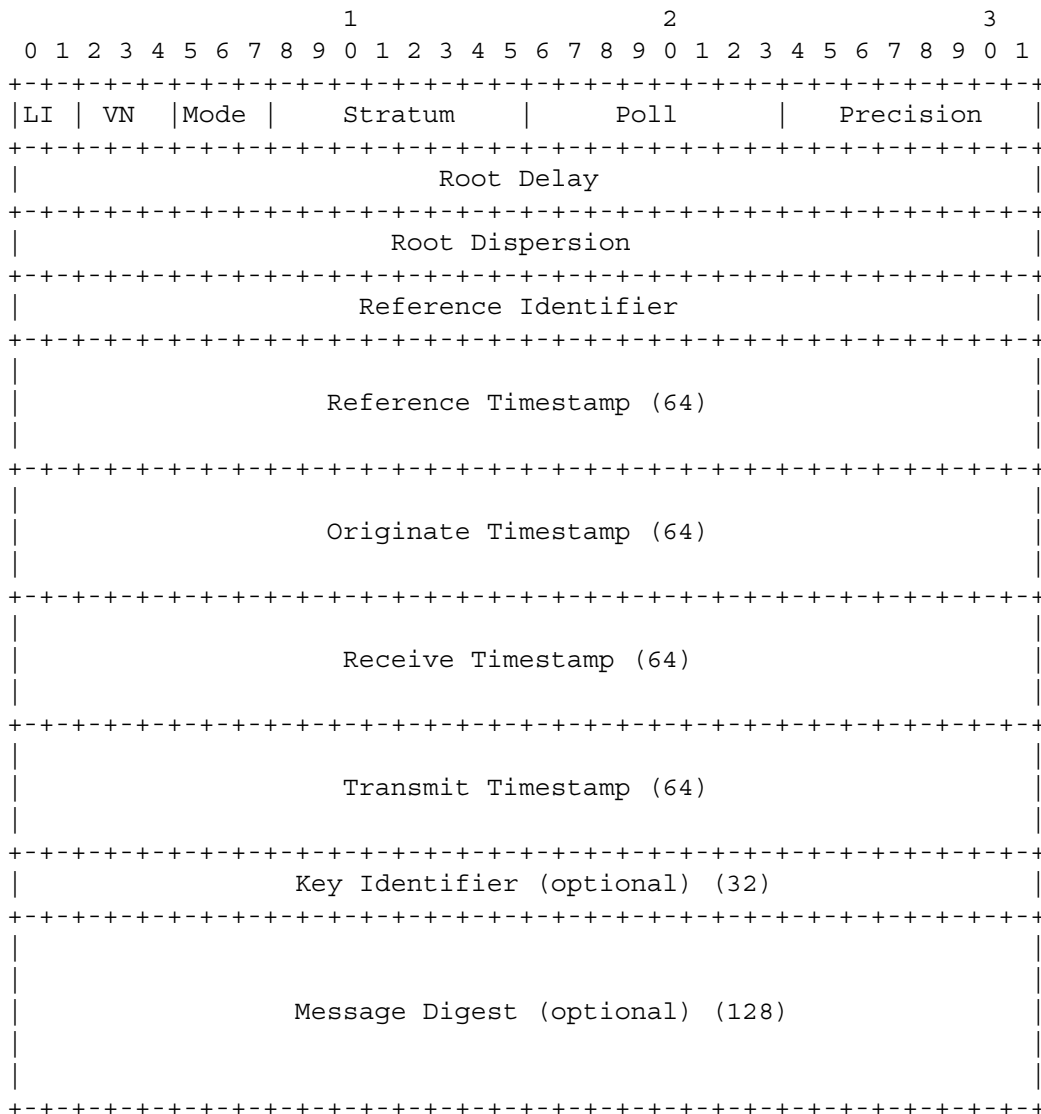 1                   2                   3
 0 1 2 3 4 5 6 7 8 9 0 1 2 3 4 5 6 7 8 9 0 1 2 3 4 5 6 7 8 9 0 1
+-+-+-+-+-+-+-+-+-+-+-+-+-+-+-+-+-+-+-+-+-+-+-+-+-+-+-+-+-+-+-+-+
|LI | VN  |Mode |    Stratum    |     Poll      |   Precision   |
+-+-+-+-+-+-+-+-+-+-+-+-+-+-+-+-+-+-+-+-+-+-+-+-+-+-+-+-+-+-+-+-+
|                          Root Delay                           |
+-+-+-+-+-+-+-+-+-+-+-+-+-+-+-+-+-+-+-+-+-+-+-+-+-+-+-+-+-+-+-+-+
|                       Root Dispersion                         |
+-+-+-+-+-+-+-+-+-+-+-+-+-+-+-+-+-+-+-+-+-+-+-+-+-+-+-+-+-+-+-+-+
|                     Reference Identifier                      |
+-+-+-+-+-+-+-+-+-+-+-+-+-+-+-+-+-+-+-+-+-+-+-+-+-+-+-+-+-+-+-+-+
|                                                               |
|                   Reference Timestamp (64)                    |
|                                                               |
+-+-+-+-+-+-+-+-+-+-+-+-+-+-+-+-+-+-+-+-+-+-+-+-+-+-+-+-+-+-+-+-+
|                                                               |
|                   Originate Timestamp (64)                    |
|                                                               |
+-+-+-+-+-+-+-+-+-+-+-+-+-+-+-+-+-+-+-+-+-+-+-+-+-+-+-+-+-+-+-+-+
|                                                               |
|                    Receive Timestamp (64)                     |
|                                                               |
+-+-+-+-+-+-+-+-+-+-+-+-+-+-+-+-+-+-+-+-+-+-+-+-+-+-+-+-+-+-+-+-+
|                                                               |
|                    Transmit Timestamp (64)                    |
|                                                               |
+-+-+-+-+-+-+-+-+-+-+-+-+-+-+-+-+-+-+-+-+-+-+-+-+-+-+-+-+-+-+-+-+
|                 Key Identifier (optional) (32)                |
+-+-+-+-+-+-+-+-+-+-+-+-+-+-+-+-+-+-+-+-+-+-+-+-+-+-+-+-+-+-+-+-+
|                                                               |
|                                                               |
|                 Message Digest (optional) (128)               |
|                                                               |
|                                                               |
+-+-+-+-+-+-+-+-+-+-+-+-+-+-+-+-+-+-+-+-+-+-+-+-+-+-+-+-+-+-+-+-+